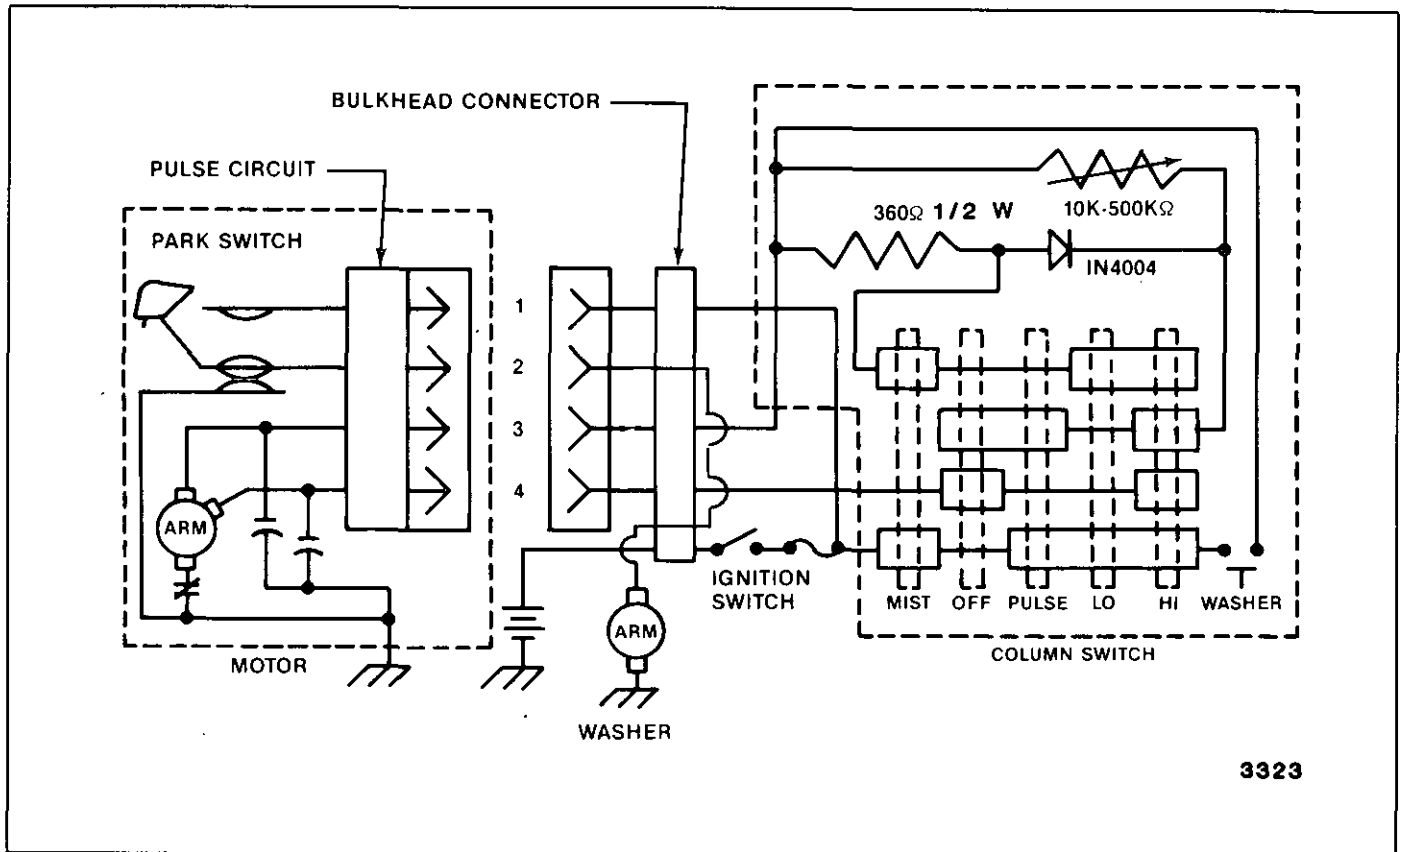 BULKHEAD CONNECTOR
PULSE CIRCUIT
PARK SWITCH
360Ω 1/2 W
10K-500KΩ
IN4004
1
2
3
4
ARM
IGNITION
SWITCH
MIST OFF PULSE LO HI WASHER
ARM
COLUMN SWITCH
MOTOR
WASHER
3323